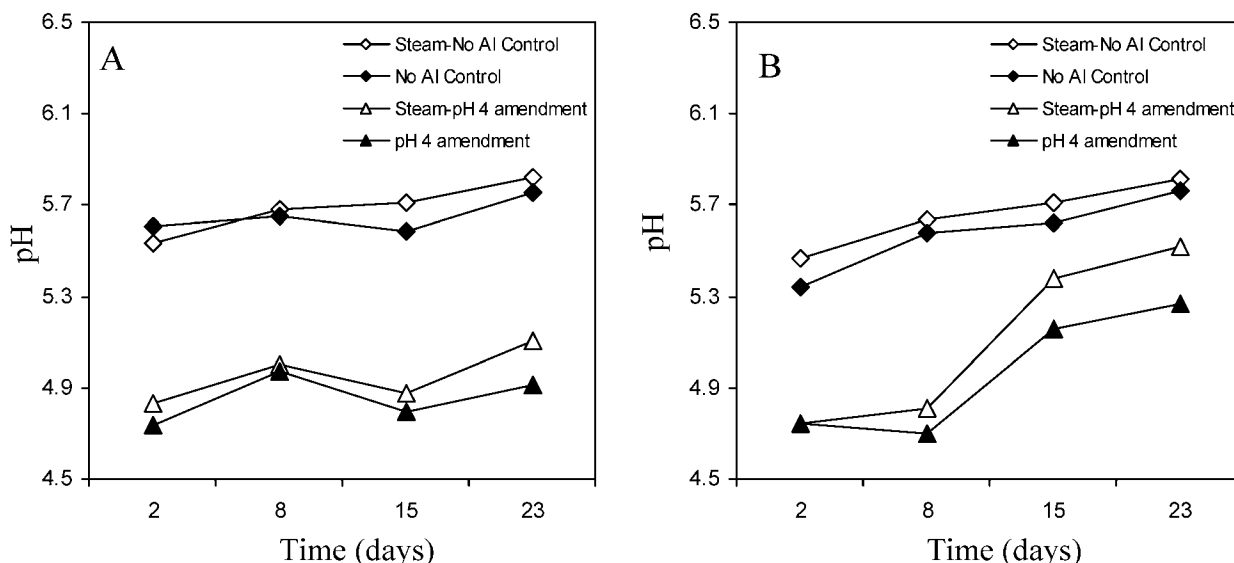 A
6.5
6.1
5.7
5.3
4.9
4.5
pH
Steam-No Al Control
No Al Control
Steam-pH 4 amendment
pH 4 amendment
2 8 15 23
Time (days)
B
6.5
6.1
5.7
5.3
4.9
4.5
pH
Steam-No Al Control
No Al Control
Steam-pH 4 amendment
pH 4 amendment
2 8 15 23
Time (days)